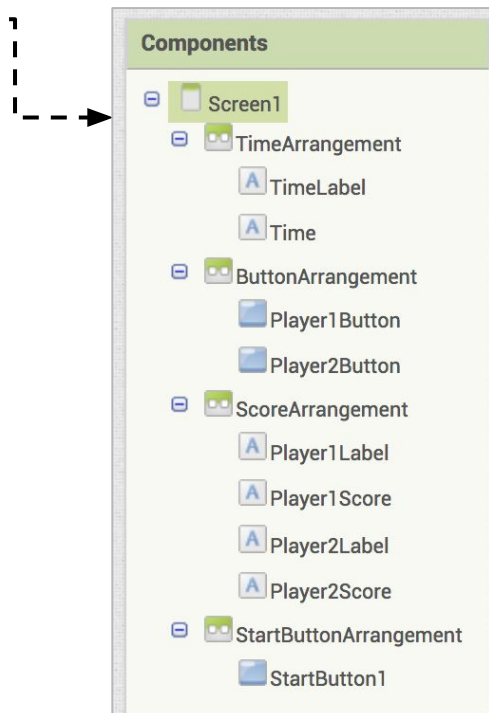 Components
Screen1
TimeArrangement
TimeLabel
Time
ButtonArrangement
Player1Button
Player2Button
ScoreArrangement
Player1Label
Player1Score
Player2Label
Player2Score
StartButtonArrangement
StartButton1